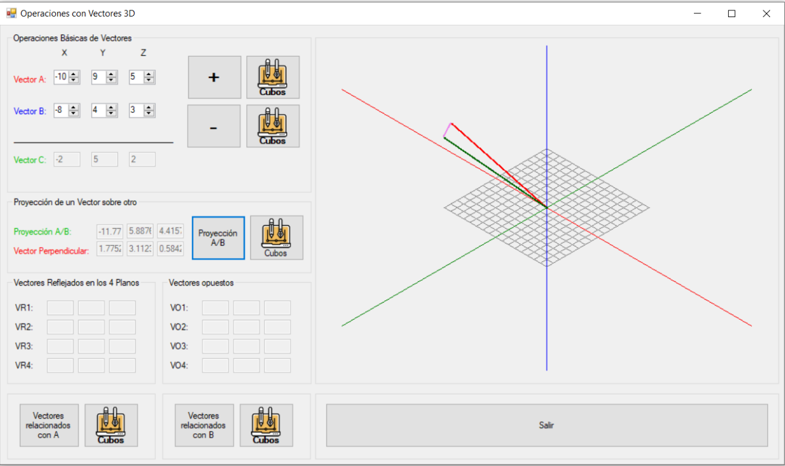 Operaciones con Vectores 3D
Operaciones Básicas de Vectores
X Y Z
Vector A: -10 9 5
+
Cubos
Vector B: -8 4 3
-
Cubos
Vector C: -2 5 2
Proyección de un Vector sobre otro
Proyección A/B: -11.77 5.887 4.4157
Vector Perpendicular: 1.7752 3.112 0.5842
Proyección
A/B
Cubos
Vectores Reflejados en los 4 Planos
VR1:
VR2:
VR3:
VR4:
Vectores opuestos
VO1:
VO2:
VO3:
VO4:
Vectores
relacionados
con A
Cubos
Vectores
relacionados
con B
Cubos
Salir